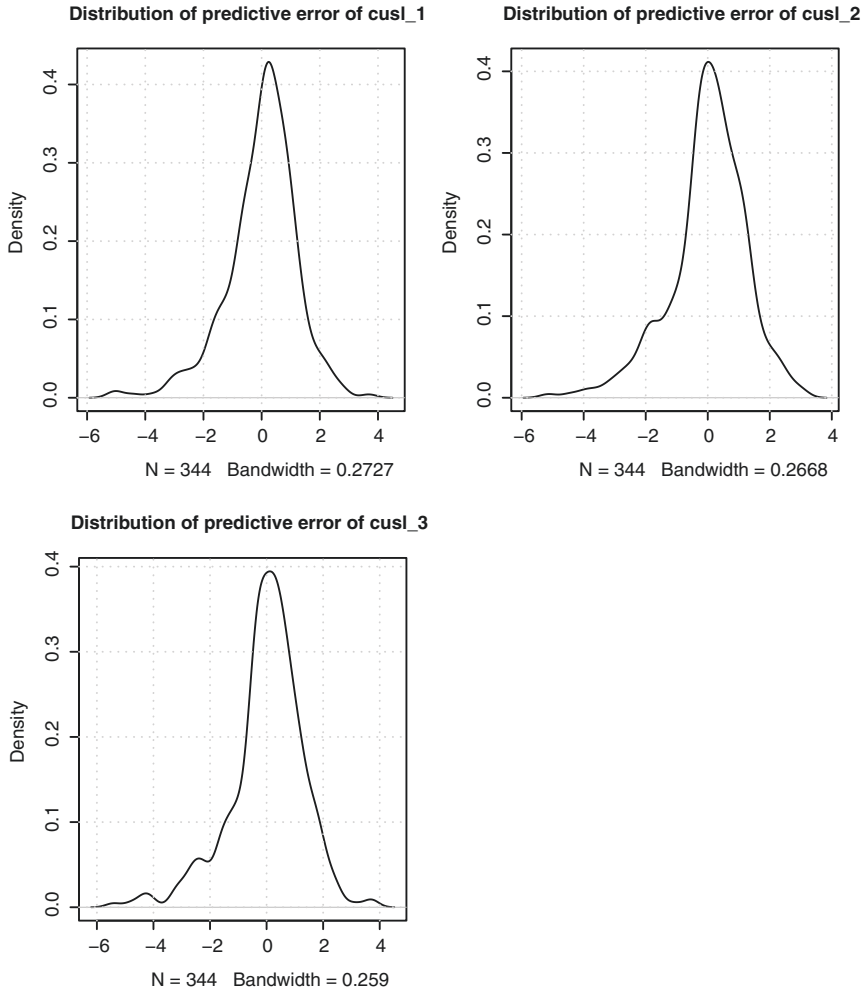 Distribution of predictive error of cusl_1
Density
0.0 0.1 0.2 0.3 0.4
−6 −4 −2 0 2 4
N = 344 Bandwidth = 0.2727
Distribution of predictive error of cusl_2
Density
0.0 0.1 0.2 0.3 0.4
−6 −4 −2 0 2 4
N = 344 Bandwidth = 0.2668
Distribution of predictive error of cusl_3
Density
0.0 0.1 0.2 0.3 0.4
−6 −4 −2 0 2 4
N = 344 Bandwidth = 0.259